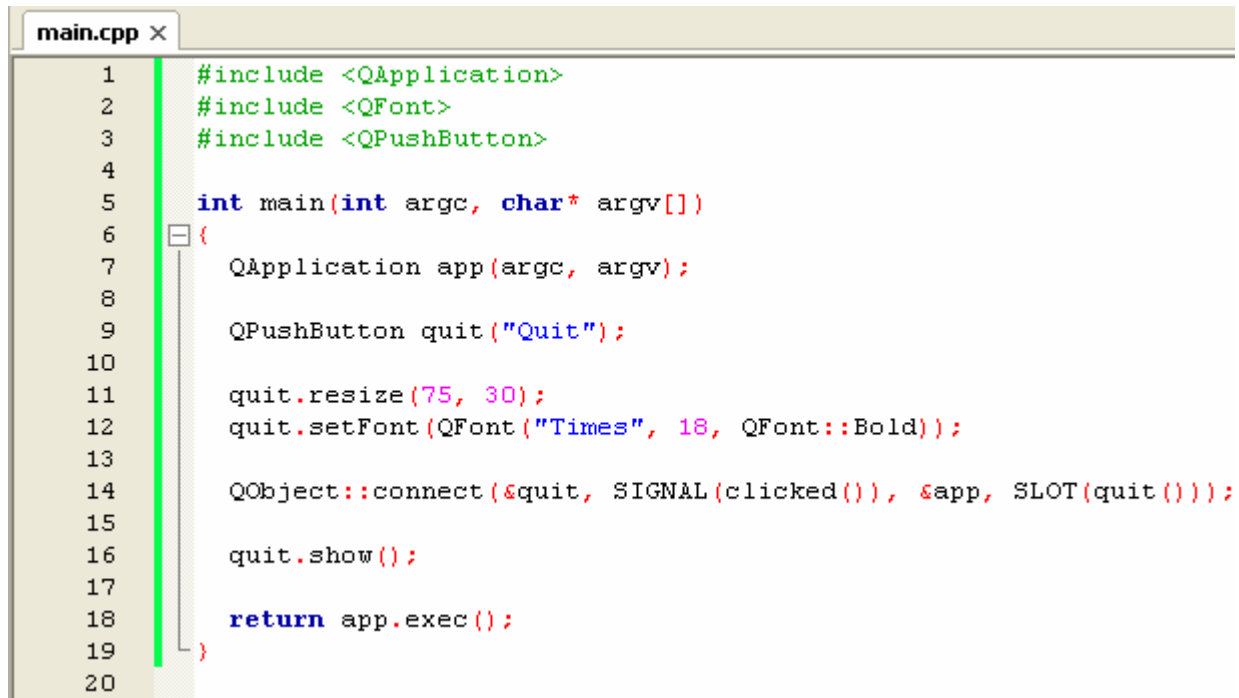 main.cpp ×
1 #include <QApplication>
2 #include <QFont>
3 #include <QPushButton>
4
5 int main(int argc, char* argv[])
6 {
7 QApplication app(argc, argv);
8
9 QPushButton quit("Quit");
10
11 quit.resize(75, 30);
12 quit.setFont(QFont("Times", 18, QFont::Bold));
13
14 QObject::connect(&quit, SIGNAL(clicked()), &app, SLOT(quit()));
15
16 quit.show();
17
18 return app.exec();
19 }
20